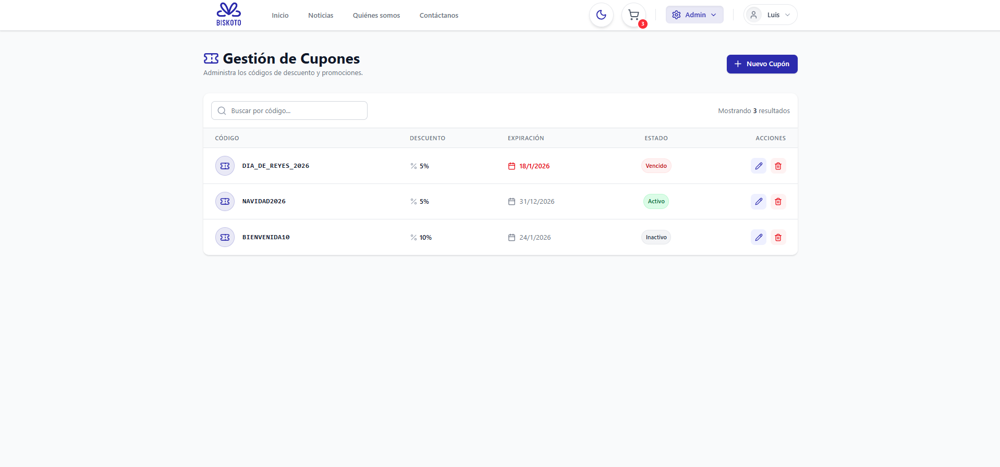 BISKOTO
Inicio Noticias Quiénes somos Contáctanos
3
Admin
Luis
Gestión de Cupones
Administra los códigos de descuento y promociones.
Nuevo Cupón
Buscar por código...
Mostrando 3 resultados
CÓDIGO DESCUENTO EXPIRACIÓN ESTADO ACCIONES
DIA_DE_REYES_2026 5% 18/1/2026 Vencido
NAVIDAD2026 5% 31/12/2026 Activo
BIENVENIDA10 10% 24/1/2026 Inactivo